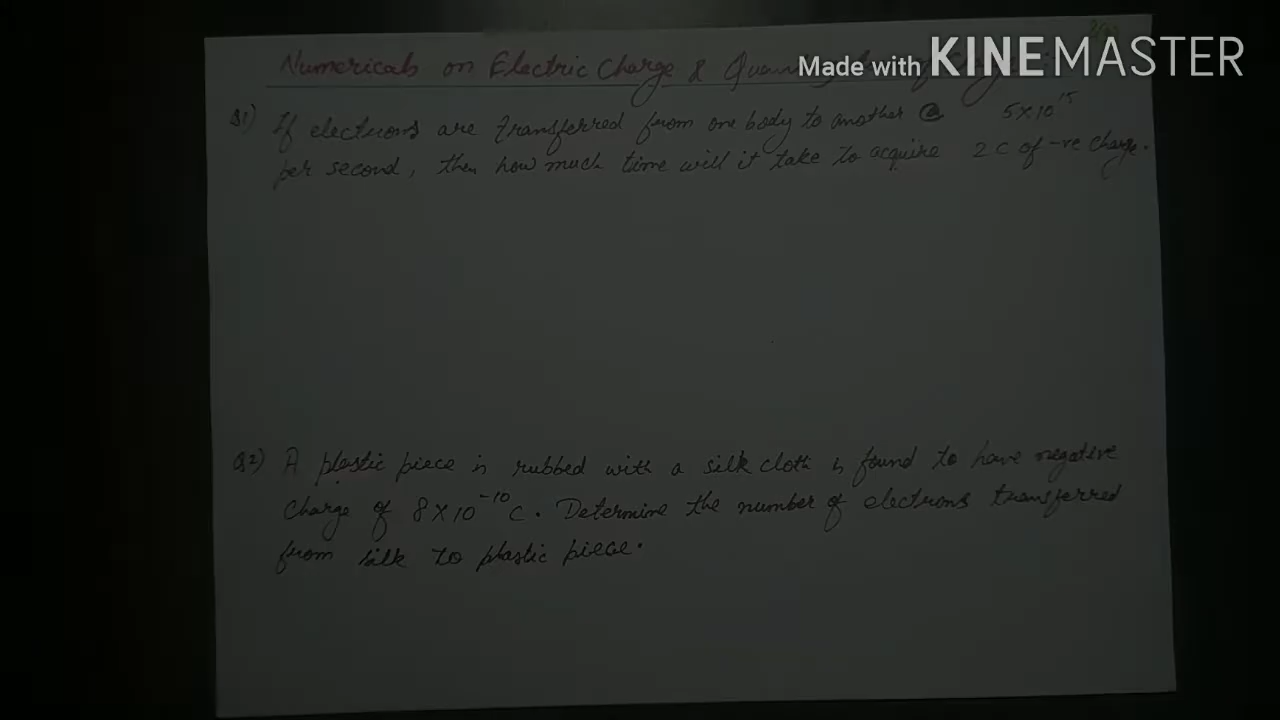 Made with KINEMASTER
Numericals on Electric Charge & Quan
Q1) If electrons are transferred from one body to another @ 5×10¹⁵
per second, then how much time will it take to acquire 2 C of -ve Charge.
Q2) A plastic piece is rubbed with a silk cloth is found to have negative
Charge of 8×10⁻¹⁰ C. Determine the number of electrons transferred
from silk to plastic piece.